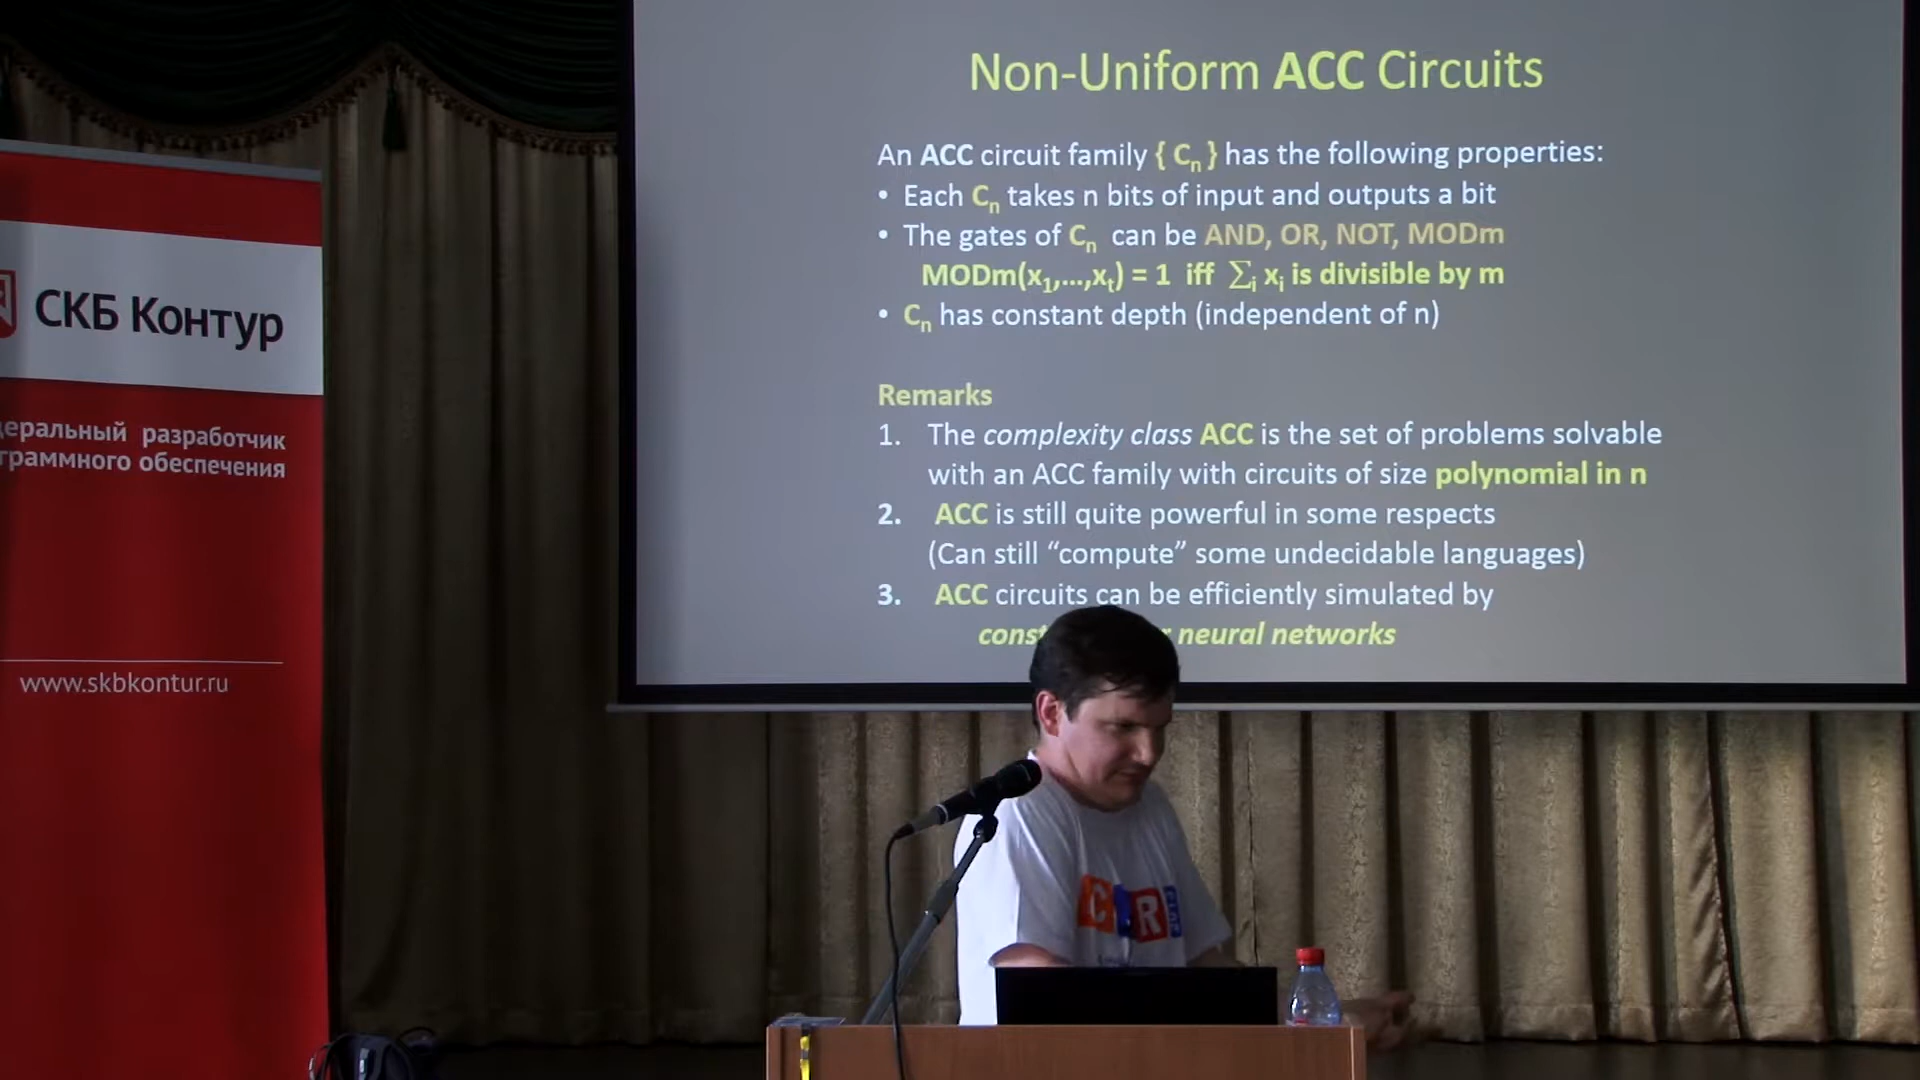 Non-Uniform ACC Circuits
An ACC circuit family { Cn } has the following properties:
• Each Cn takes n bits of input and outputs a bit
• The gates of Cn can be AND, OR, NOT, MODm
MODm(x1,...,xt) = 1 iff ∑i xi is divisible by m
• Cn has constant depth (independent of n)
Remarks
1. The complexity class ACC is the set of problems solvable
with an ACC family with circuits of size polynomial in n
2. ACC is still quite powerful in some respects
(Can still “compute” some undecidable languages)
3. ACC circuits can be efficiently simulated by
neural networks
СКБ Контур
разработчик
обеспечения
www.skbkontur.ru